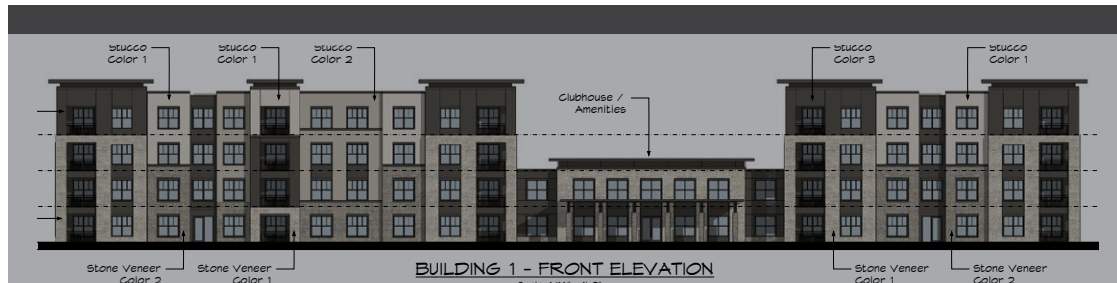 Stucco
Color 1
Stucco
Color 1
Stucco
Color 2
Stucco
Color 3
Stucco
Color 1
Clubhouse /
Amenities
Stone Veneer
Color 2
Stone Veneer
Color 1
BUILDING 1 - FRONT ELEVATION
Stone Veneer
Color 1
Stone Veneer
Color 2